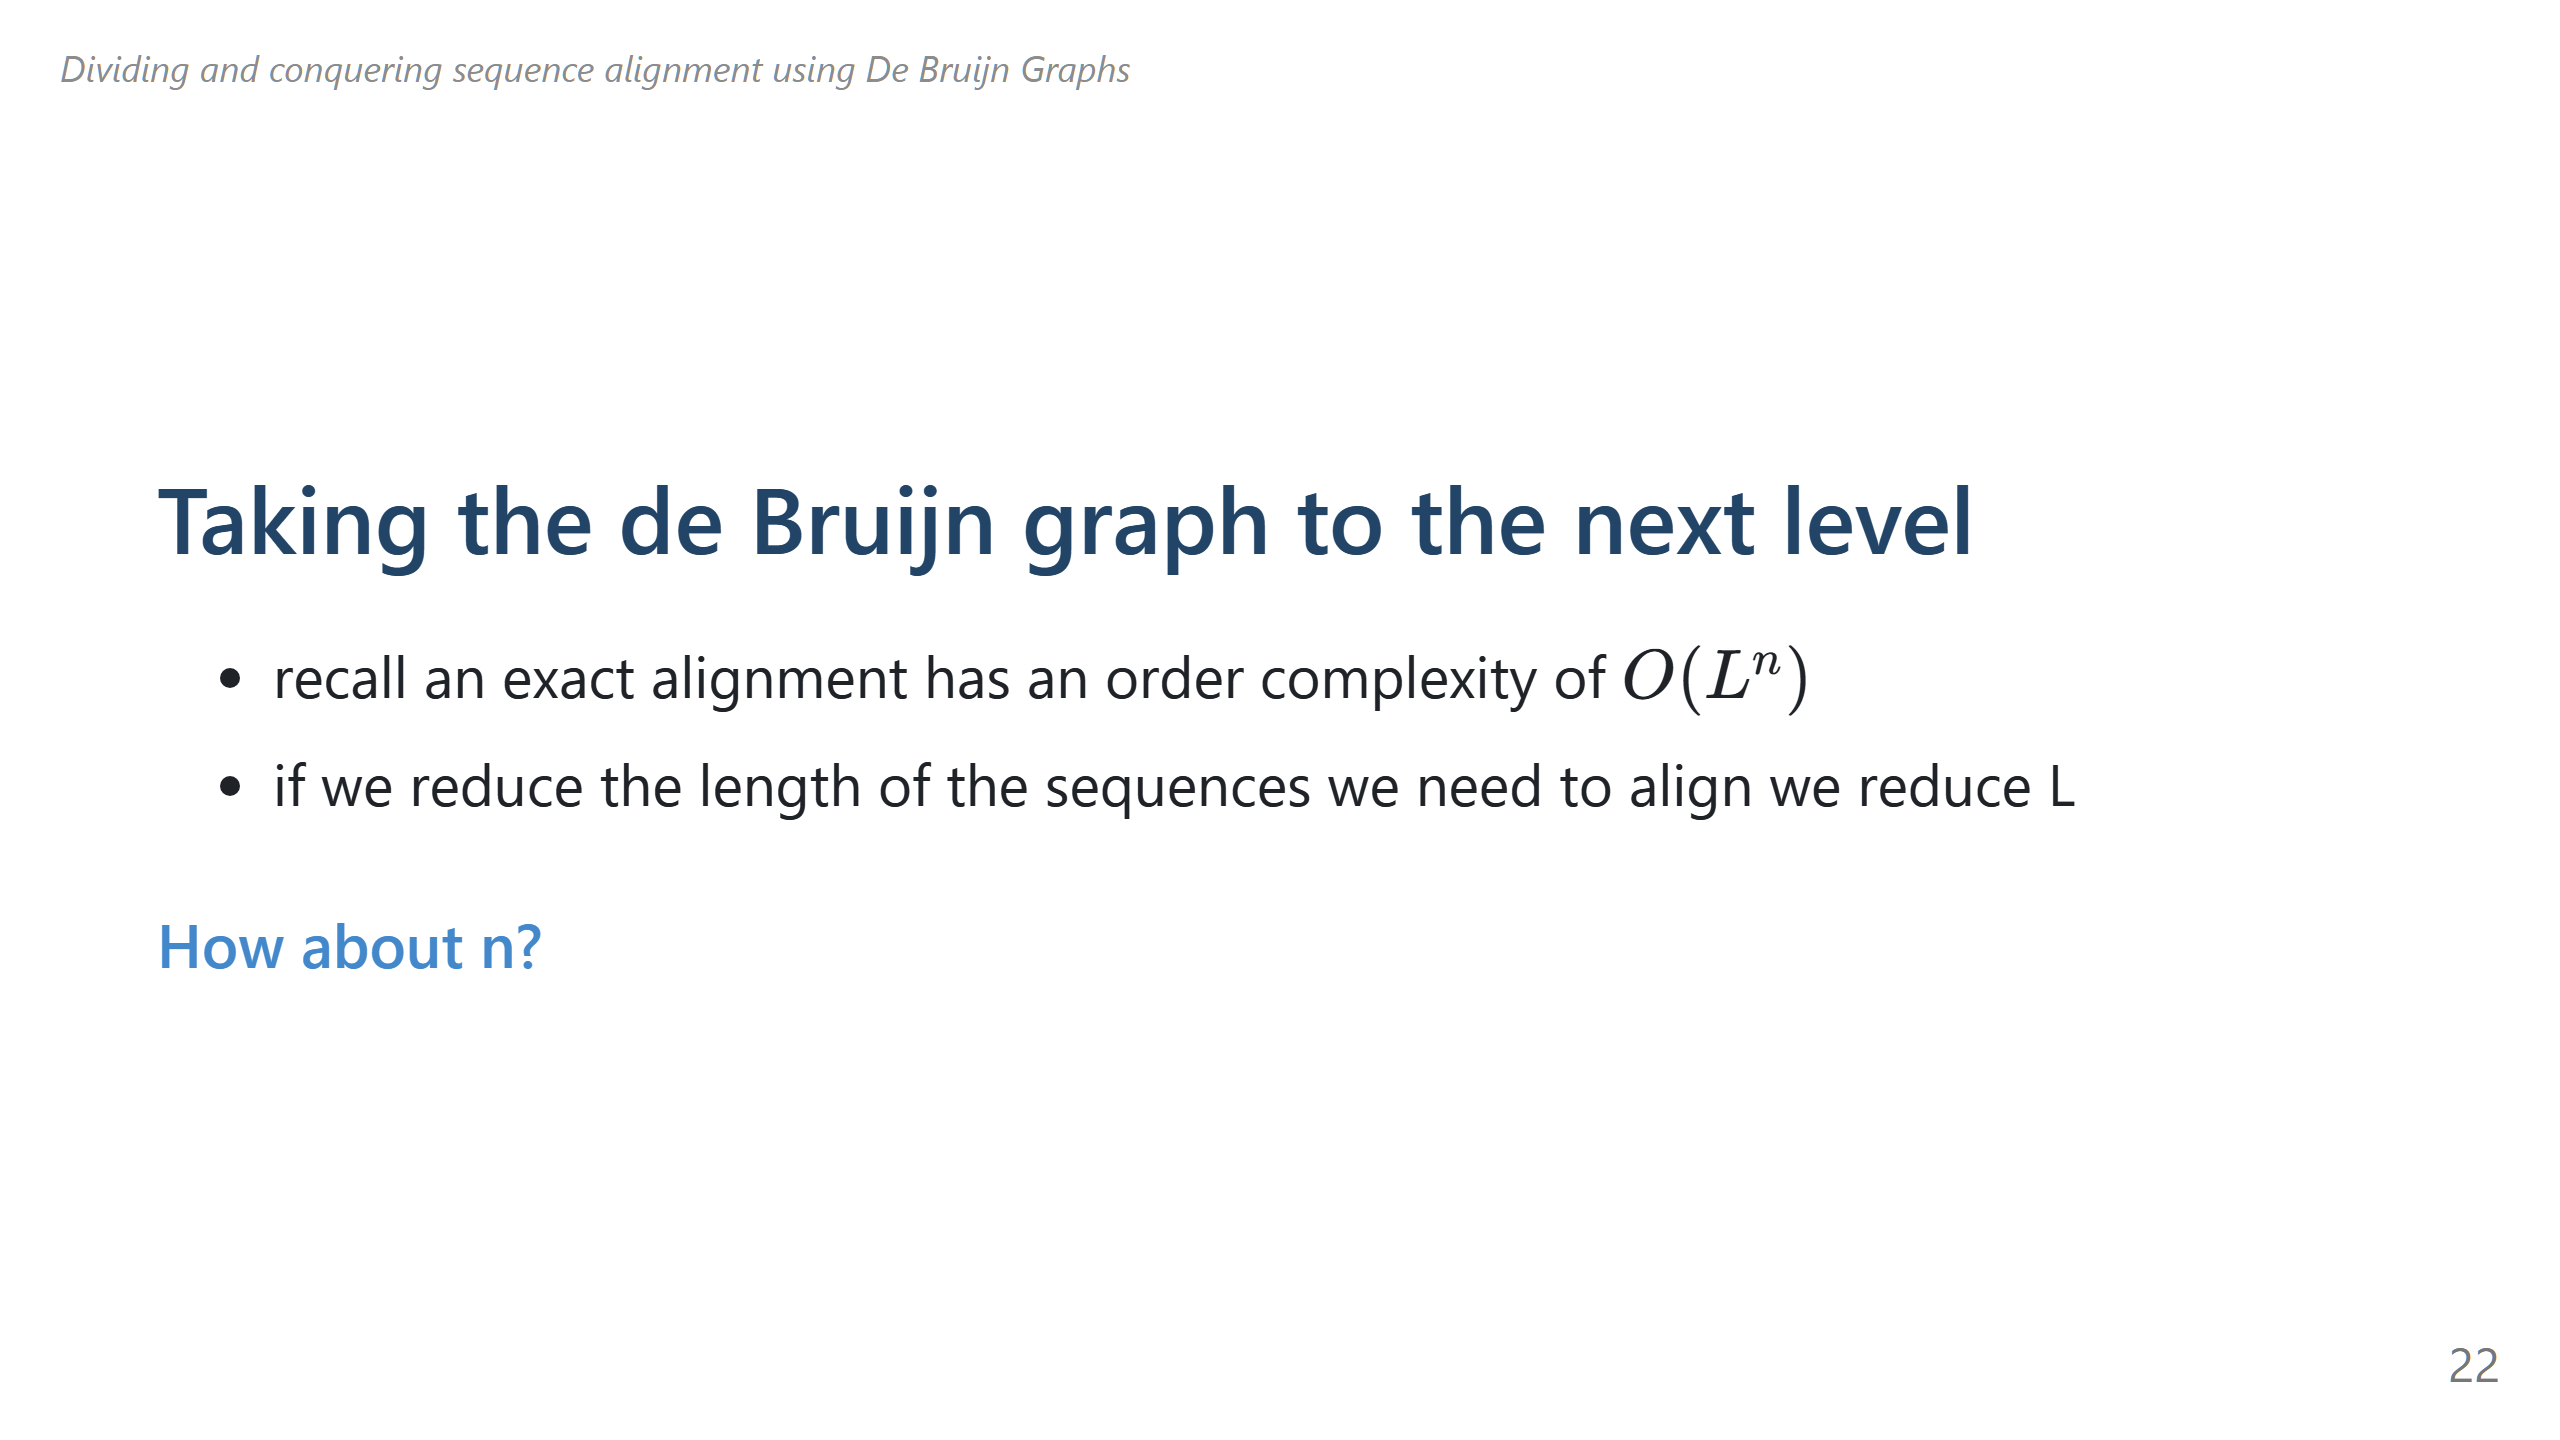 Dividing and conquering sequence alignment using De Bruijn Graphs
Taking the de Bruijn graph to the next level
• recall an exact alignment has an order complexity of O(Lⁿ)
• if we reduce the length of the sequences we need to align we reduce L
How about n?
22